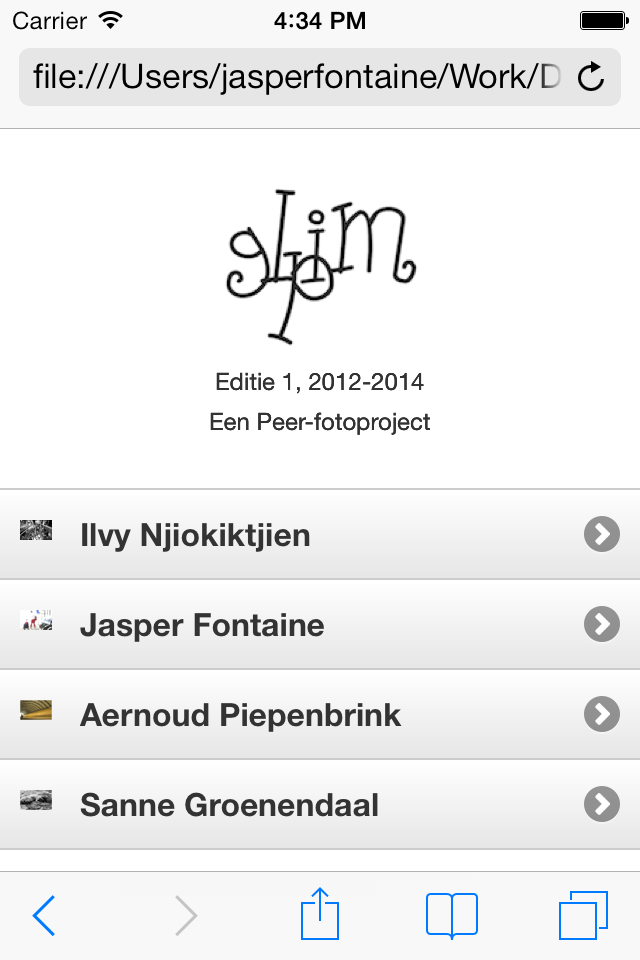 Carrier 4:34 PM
file:///Users/jasperfontaine/Work/D
glim
Editie 1, 2012-2014
Een Peer-fotoproject
Ilvy Njiokiktjien
Jasper Fontaine
Aernoud Piepenbrink
Sanne Groenendaal